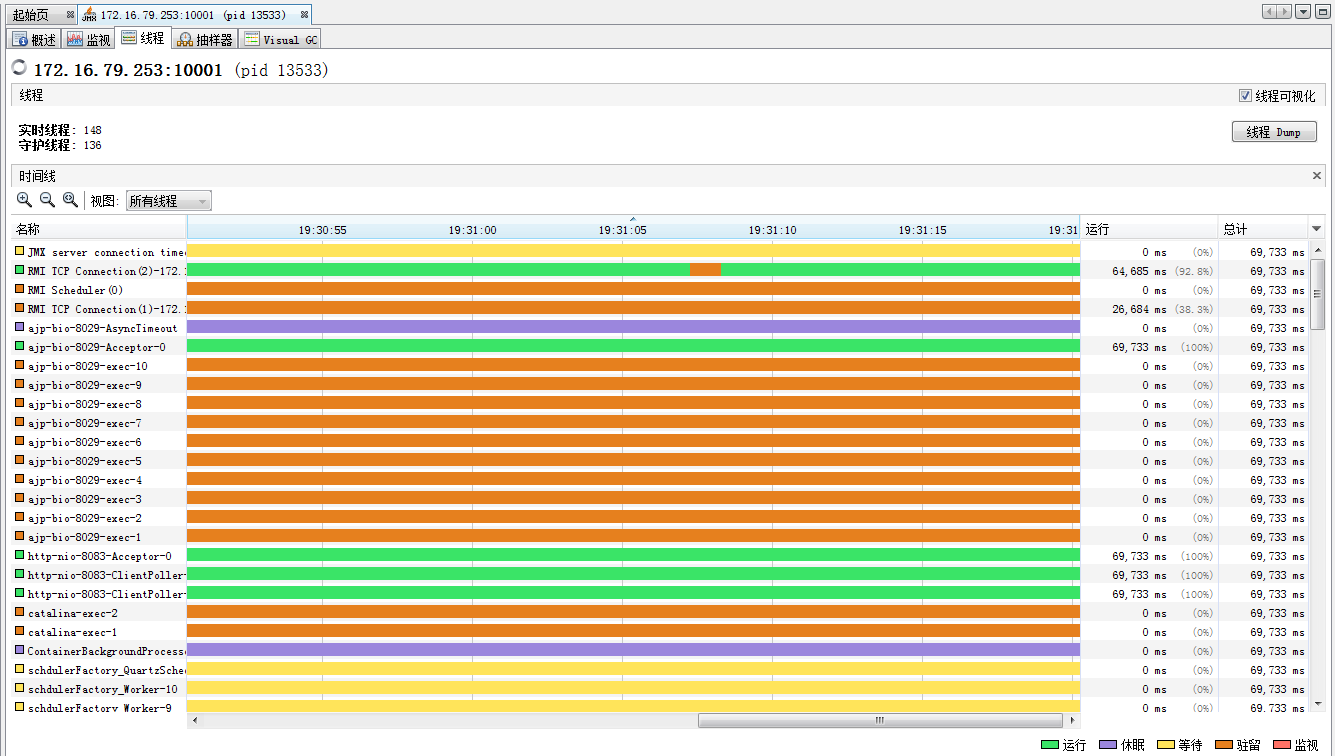 起始页 172.16.79.253:10001 (pid 13533)
概述 监视 线程 抽样器 Visual GC
172.16.79.253:10001 (pid 13533)
线程 线程可视化
实时线程: 148
守护线程: 136
线程 Dump
时间线
视图: 所有线程
名称 19:30:55 19:31:00 19:31:05 19:31:10 19:31:15 19:31 运行 总计
JMX server connection time 0 ms (0%) 69,733 ms
RMI TCP Connection(2)-172.1 64,685 ms (92.8%) 69,733 ms
RMI Scheduler(0) 0 ms (0%) 69,733 ms
RMI TCP Connection(1)-172.1 26,684 ms (38.3%) 69,733 ms
ajp-bio-8029-AsyncTimeout 0 ms (0%) 69,733 ms
ajp-bio-8029-Acceptor-0 69,733 ms (100%) 69,733 ms
ajp-bio-8029-exec-10 0 ms (0%) 69,733 ms
ajp-bio-8029-exec-9 0 ms (0%) 69,733 ms
ajp-bio-8029-exec-8 0 ms (0%) 69,733 ms
ajp-bio-8029-exec-7 0 ms (0%) 69,733 ms
ajp-bio-8029-exec-6 0 ms (0%) 69,733 ms
ajp-bio-8029-exec-5 0 ms (0%) 69,733 ms
ajp-bio-8029-exec-4 0 ms (0%) 69,733 ms
ajp-bio-8029-exec-3 0 ms (0%) 69,733 ms
ajp-bio-8029-exec-2 0 ms (0%) 69,733 ms
ajp-bio-8029-exec-1 0 ms (0%) 69,733 ms
http-nio-8083-Acceptor-0 69,733 ms (100%) 69,733 ms
http-nio-8083-ClientPoller- 69,733 ms (100%) 69,733 ms
http-nio-8083-ClientPoller- 69,733 ms (100%) 69,733 ms
catalina-exec-2 0 ms (0%) 69,733 ms
catalina-exec-1 0 ms (0%) 69,733 ms
ContainerBackgroundProcess 0 ms (0%) 69,733 ms
schdulerFactory_QuartzSche 0 ms (0%) 69,733 ms
schdulerFactory_Worker-10 0 ms (0%) 69,733 ms
schdulerFactory_Worker-9 0 ms (0%) 69,733 ms
运行 休眠 等待 驻留 监视